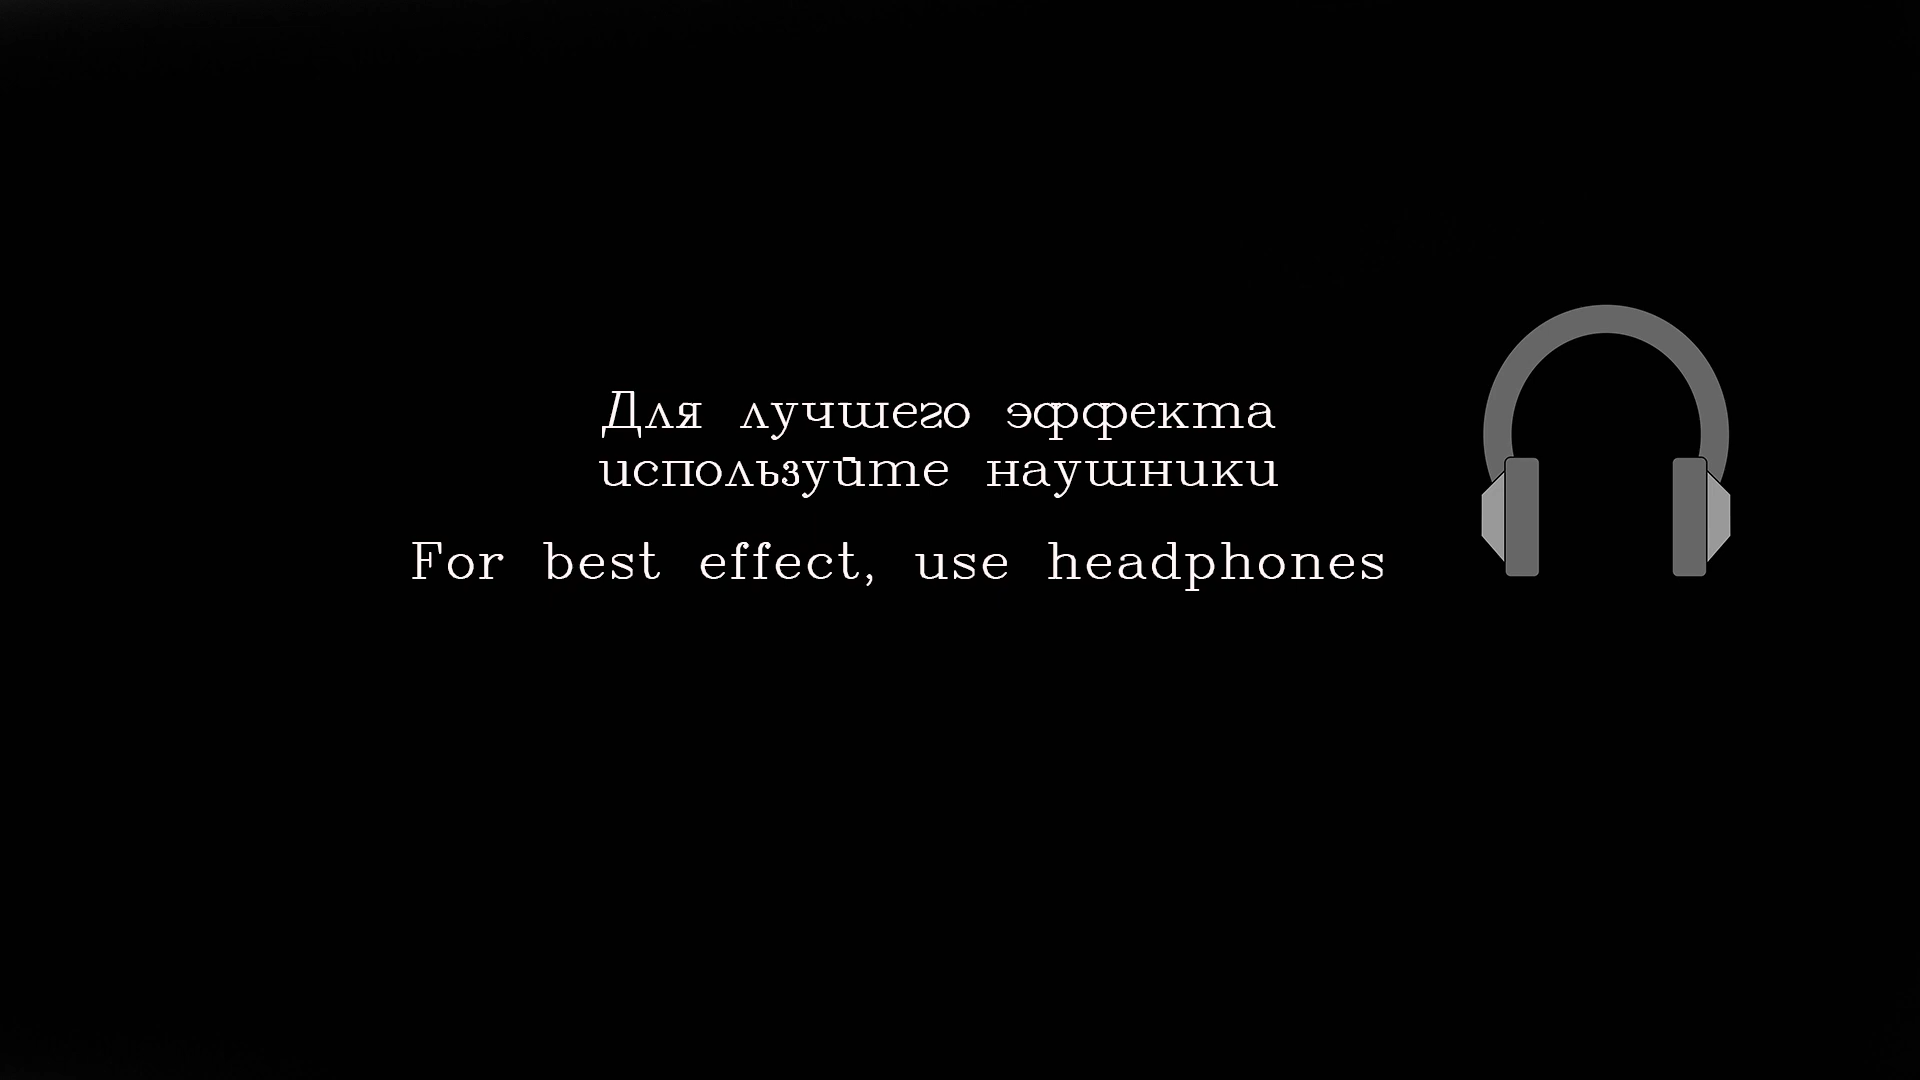 Для лучшего эффекта
используйте наушники
For best effect, use headphones